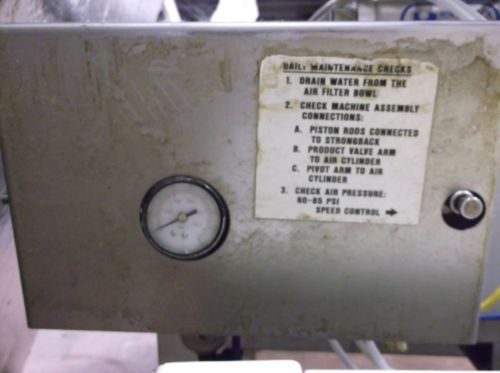 DAILY MAINTENANCE CHECKS
1. DRAIN WATER FROM THE
AIR FILTER BOWL
2. CHECK MACHINE ASSEMBLY
CONNECTIONS:
A. PISTON RODS CONNECTED
TO STRONGBACK
B. PRODUCT VALVE ARM
TO AIR CYLINDER
C. PIVOT ARM TO AIR
CYLINDER
3. CHECK AIR PRESSURE:
80-85 PSI
SPEED CONTROL →